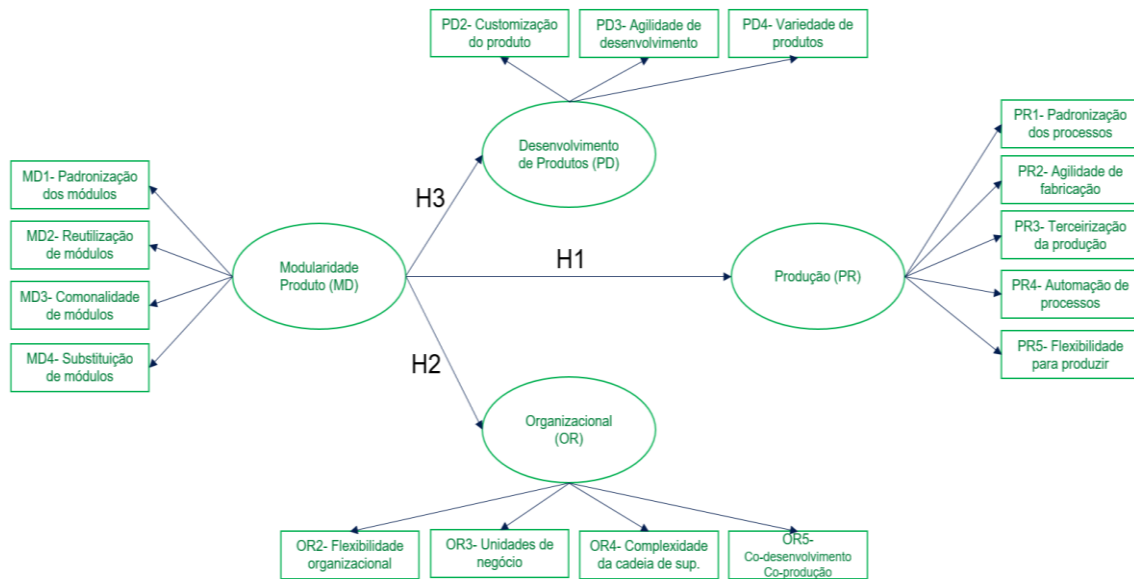 PD2- Customização
do produto
PD3- Agilidade de
desenvolvimento
PD4- Variedade de
produtos
Desenvolvimento
de Produtos (PD)
PR1- Padronização
dos processos
PR2- Agilidade de
fabricação
PR3- Terceirização
da produção
PR4- Automação de
processos
PR5- Flexibilidade
para produzir
MD1- Padronização
dos módulos
MD2- Reutilização
de módulos
MD3- Comonalidade
de módulos
MD4- Substituição
de módulos
Modularidade
Produto (MD)
H3
H1
H2
Produção (PR)
Organizacional
(OR)
OR2- Flexibilidade
organizacional
OR3- Unidades de
negócio
OR4- Complexidade
da cadeia de sup.
OR5-
Co-desenvolvimento
Co-produção